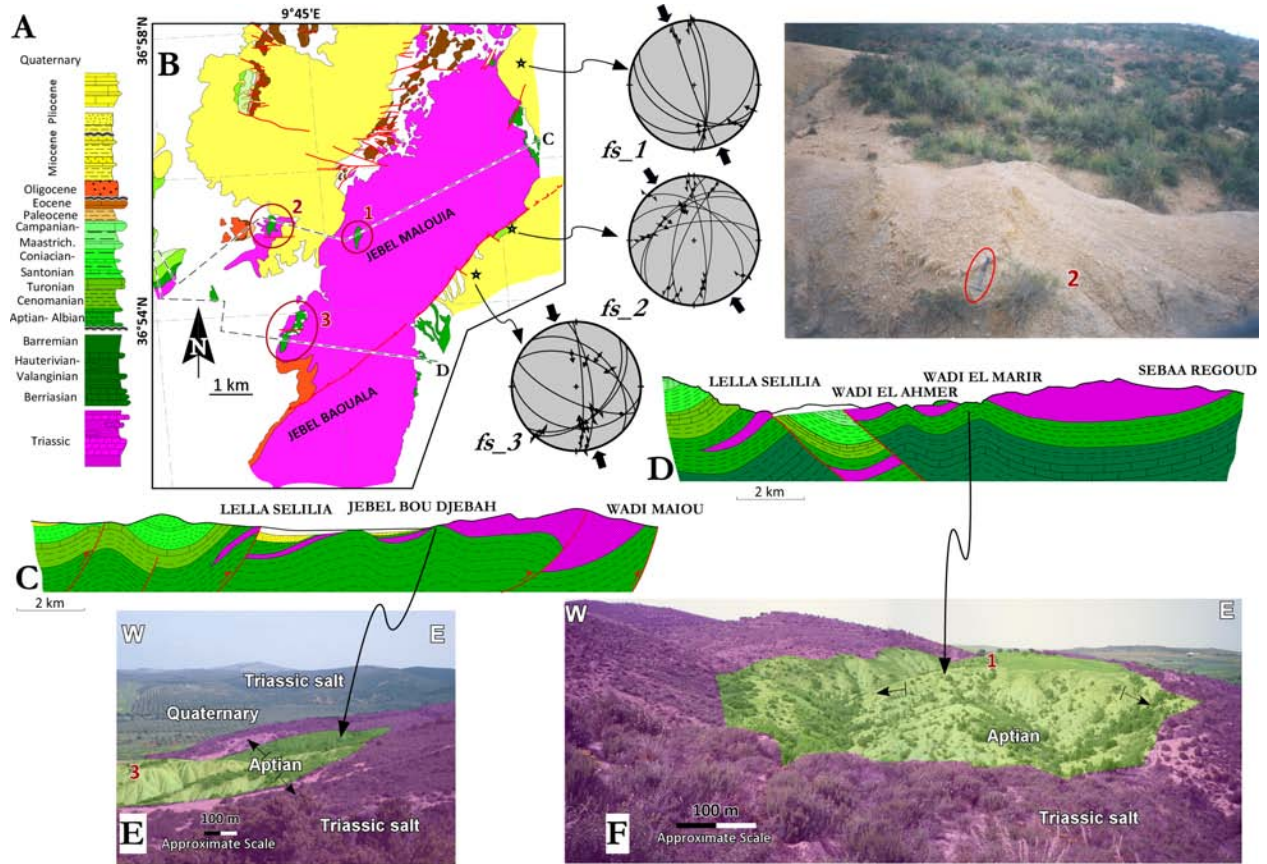 A
Quaternary
Pliocene
Miocene
Oligocene
Eocene
Paleocene
Campanian-
Maastrich.
Coniacian-
Santonian
Turonian
Cenomanian
Aptian- Albian
Barremian
Hauterivian-
Valanginian
Berriasian
Triassic
9°45'E
36°58'N
36°54'N
B
C
2
1
JEBEL MALOUIA
3
N
1 km
D
JEBEL BAOUALA
fs_1
fs_2
fs_3
2
LELLA SELILIA
WADI EL AHMER
WADI EL MARIR
SEBAA REGOUD
D
2 km
LELLA SELILIA
JEBEL BOU DJEBAH
WADI MAIOU
C
2 km
W
E
Triassic salt
Quaternary
Aptian
3
Triassic salt
100 m
Approximate Scale
E
W
E
1
Aptian
100 m
Approximate Scale
Triassic salt
F